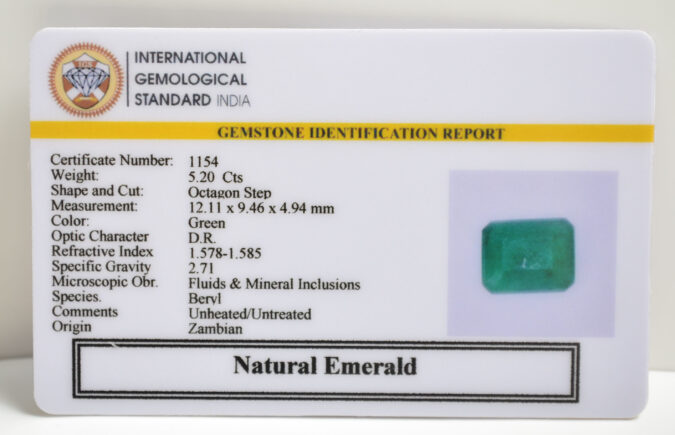 IGS
INTERNATIONAL
GEMOLOGICAL
STANDARD INDIA
GEMSTONE IDENTIFICATION REPORT
Certificate Number: 1154
Weight: 5.20 Cts
Shape and Cut: Octagon Step
Measurement: 12.11 x 9.46 x 4.94 mm
Color: Green
Optic Character D.R.
Refractive Index 1.578-1.585
Specific Gravity 2.71
Microscopic Obr. Fluids & Mineral Inclusions
Species. Beryl
Comments Unheated/Untreated
Origin Zambian
Natural Emerald